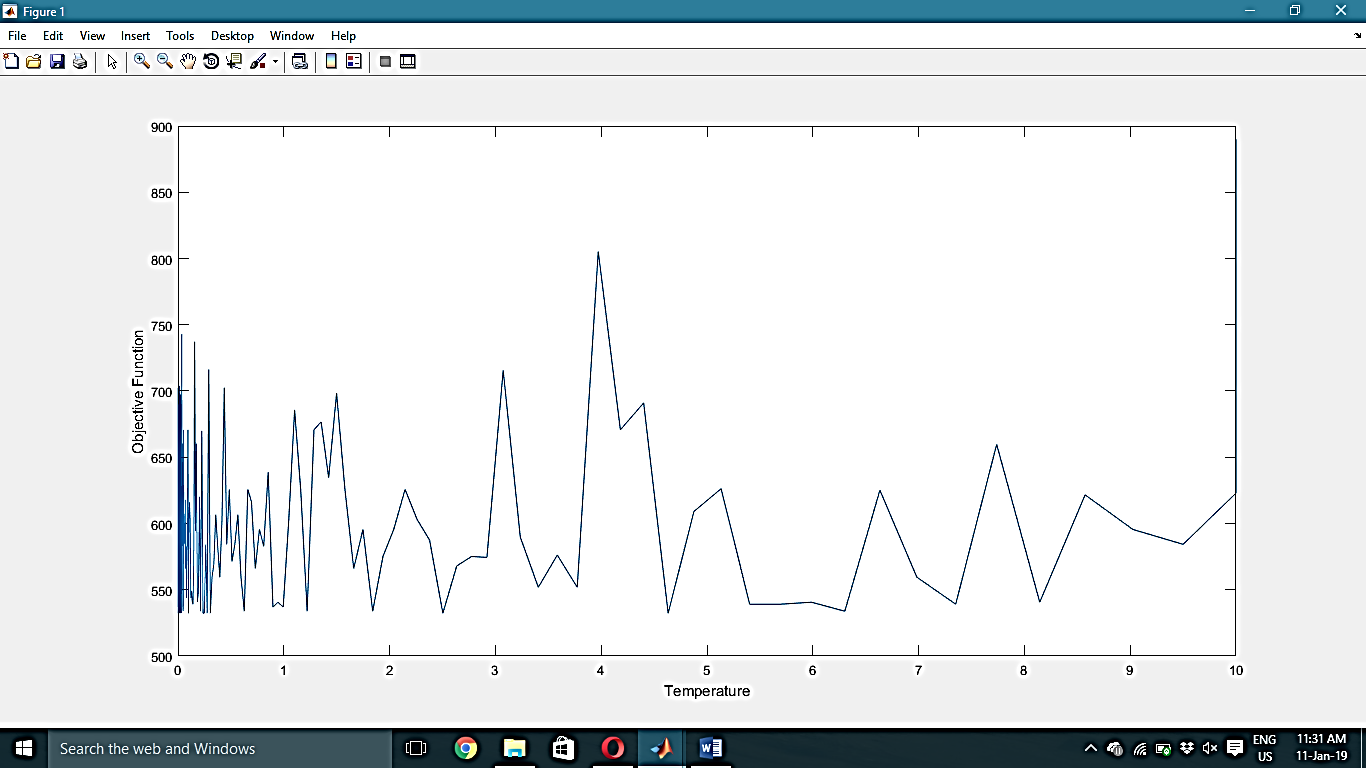 Figure 1
File Edit View Insert Tools Desktop Window Help
900
850
800
750
700
650
600
550
500
Objective Function
0 1 2 3 4 5 6 7 8 9 10
Temperature
Search the web and Windows
ENG
US
11:31 AM
11-Jan-19